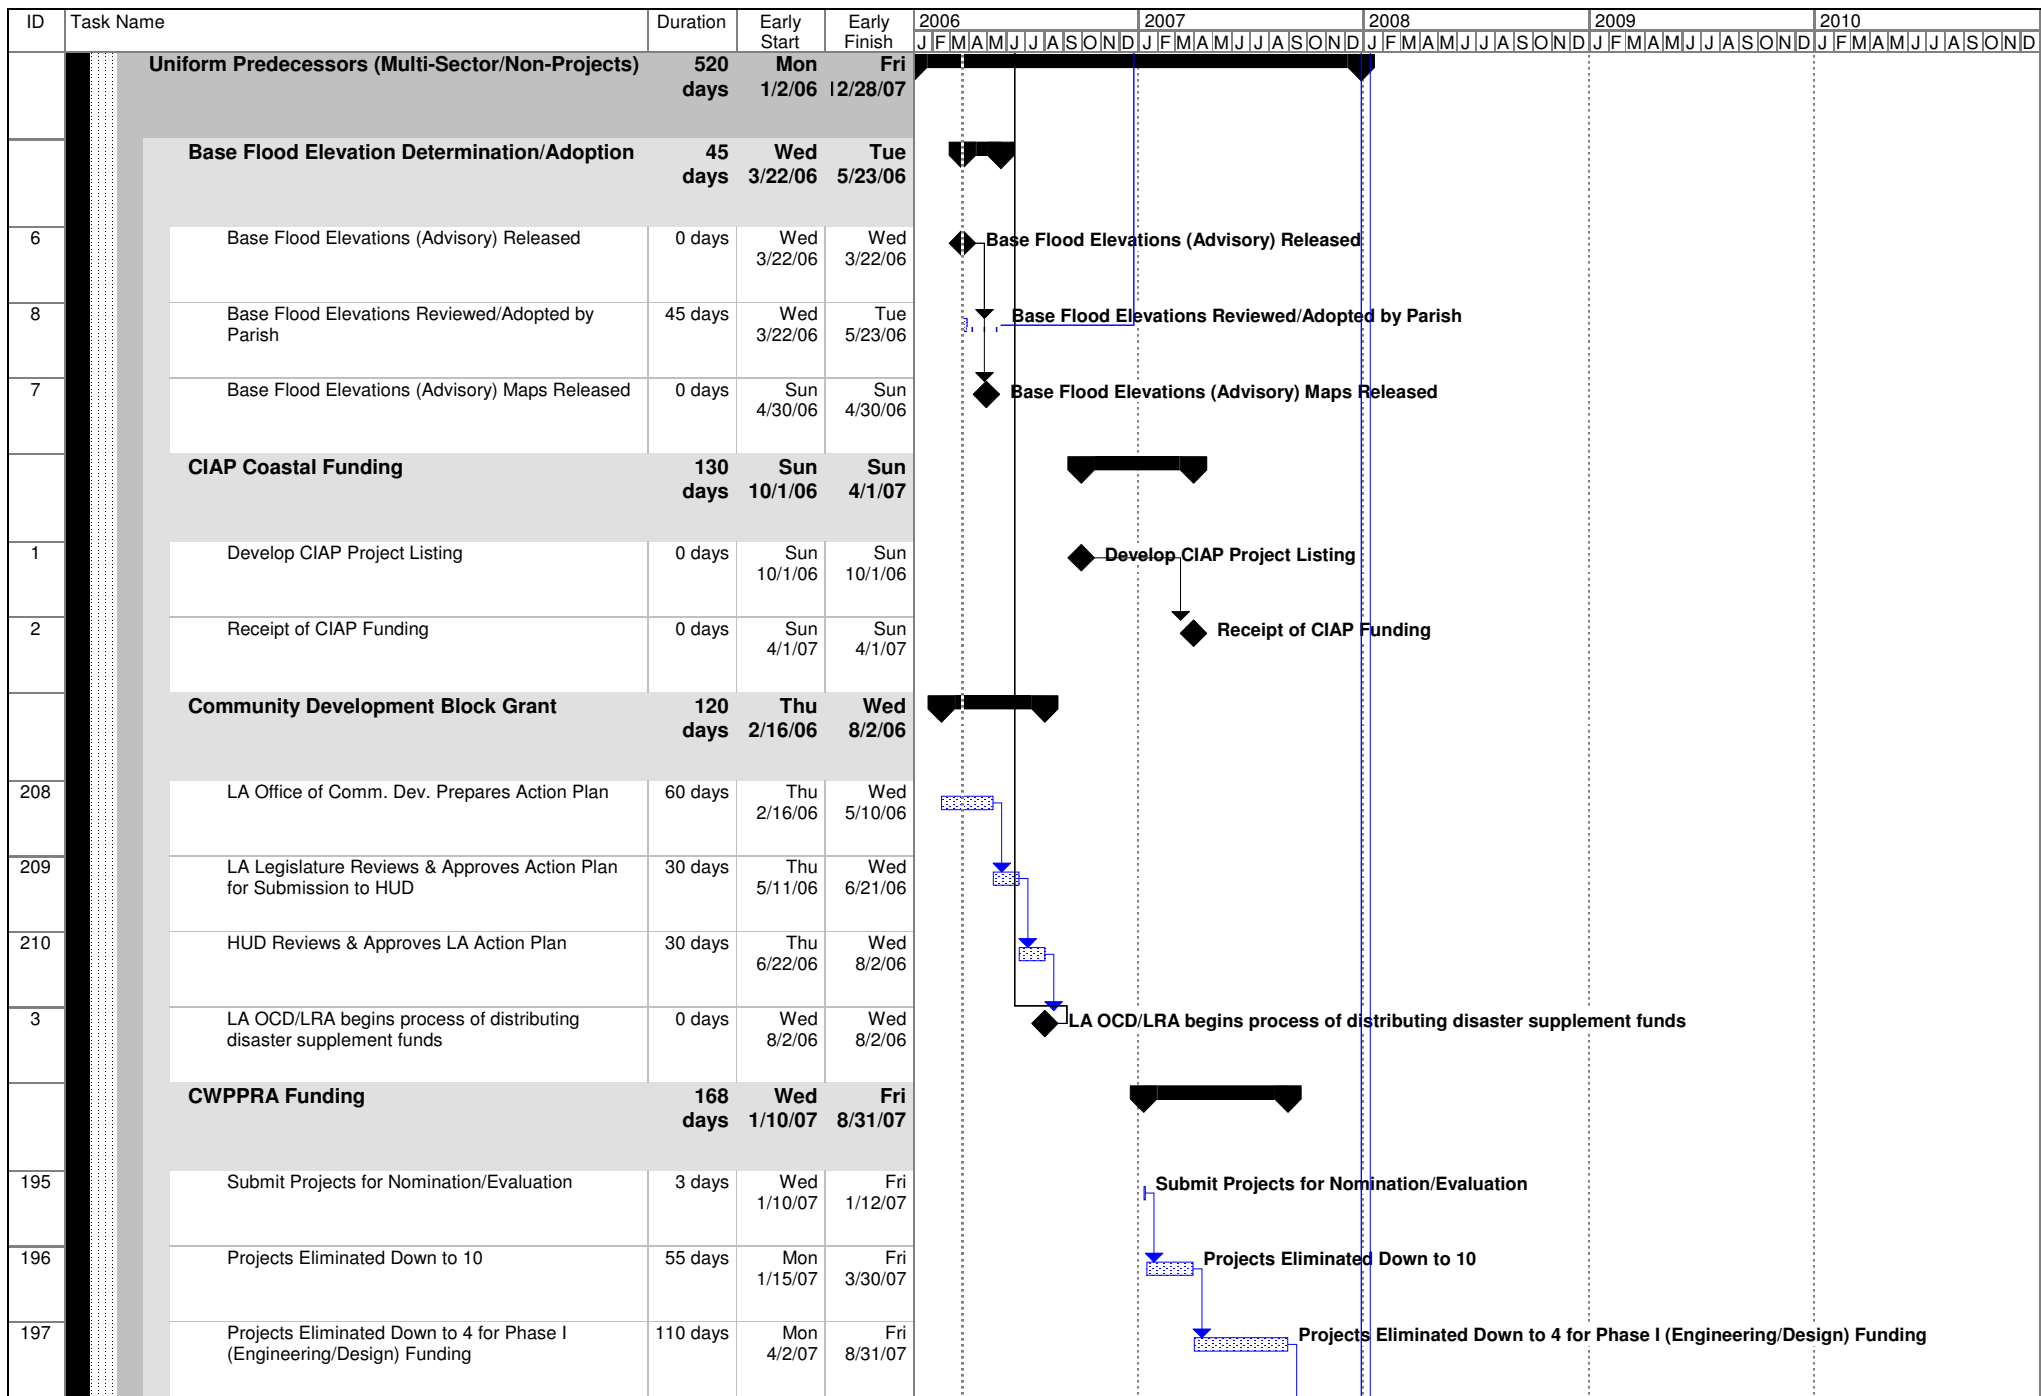 ID Task Name Duration Early Start Early Finish 2006 2007 2008 2009 2010
J F M A M J J A S O N D J F M A M J J A S O N D J F M A M J J A S O N D J F M A M J J A S O N D J F M A M J J A S O N D
Uniform Predecessors (Multi-Sector/Non-Projects) 520 Mon Fri
days 1/2/06 12/28/07
Base Flood Elevation Determination/Adoption 45 Wed Tue
days 3/22/06 5/23/06
6 Base Flood Elevations (Advisory) Released 0 days Wed Wed Base Flood Elevations (Advisory) Released
3/22/06 3/22/06
8 Base Flood Elevations Reviewed/Adopted by 45 days Wed Tue Base Flood Elevations Reviewed/Adopted by Parish
Parish 3/22/06 5/23/06
7 Base Flood Elevations (Advisory) Maps Released 0 days Sun Sun Base Flood Elevations (Advisory) Maps Released
4/30/06 4/30/06
CIAP Coastal Funding 130 Sun Sun
days 10/1/06 4/1/07
1 Develop CIAP Project Listing 0 days Sun Sun Develop CIAP Project Listing
10/1/06 10/1/06
2 Receipt of CIAP Funding 0 days Sun Sun Receipt of CIAP Funding
4/1/07 4/1/07
Community Development Block Grant 120 Thu Wed
days 2/16/06 8/2/06
208 LA Office of Comm. Dev. Prepares Action Plan 60 days Thu Wed
2/16/06 5/10/06
209 LA Legislature Reviews & Approves Action Plan 30 days Thu Wed
for Submission to HUD 5/11/06 6/21/06
210 HUD Reviews & Approves LA Action Plan 30 days Thu Wed
6/22/06 8/2/06
3 LA OCD/LRA begins process of distributing 0 days Wed Wed LA OCD/LRA begins process of distributing disaster supplement funds
disaster supplement funds 8/2/06 8/2/06
CWPPRA Funding 168 Wed Fri
days 1/10/07 8/31/07
195 Submit Projects for Nomination/Evaluation 3 days Wed Fri Submit Projects for Nomination/Evaluation
1/10/07 1/12/07
196 Projects Eliminated Down to 10 55 days Mon Fri Projects Eliminated Down to 10
1/15/07 3/30/07
197 Projects Eliminated Down to 4 for Phase I 110 days Mon Fri Projects Eliminated Down to 4 for Phase I (Engineering/Design) Funding
(Engineering/Design) Funding 4/2/07 8/31/07